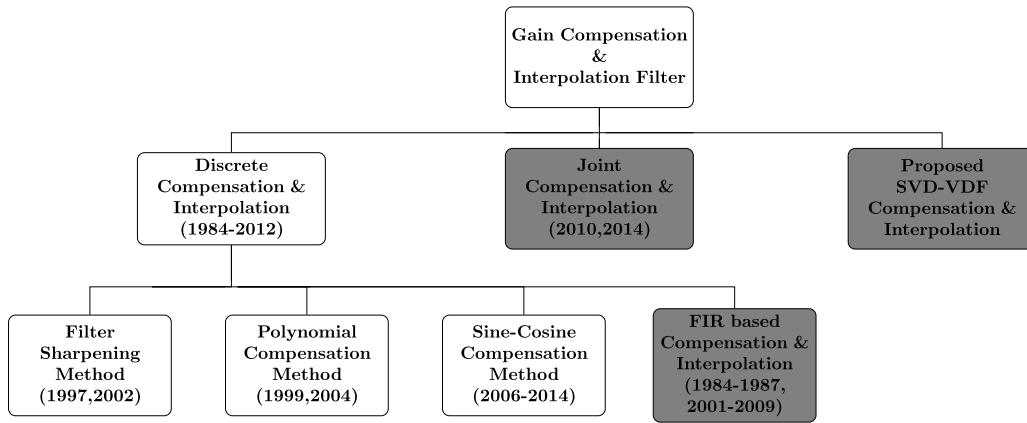 Gain Compensation
&
Interpolation Filter
Discrete
Compensation &
Interpolation
(1984-2012)
Joint
Compensation &
Interpolation
(2010,2014)
Proposed
SVD-VDF
Compensation &
Interpolation
Filter
Sharpening
Method
(1997,2002)
Polynomial
Compensation
Method
(1999,2004)
Sine-Cosine
Compensation
Method
(2006-2014)
FIR based
Compensation &
Interpolation
(1984-1987,
2001-2009)